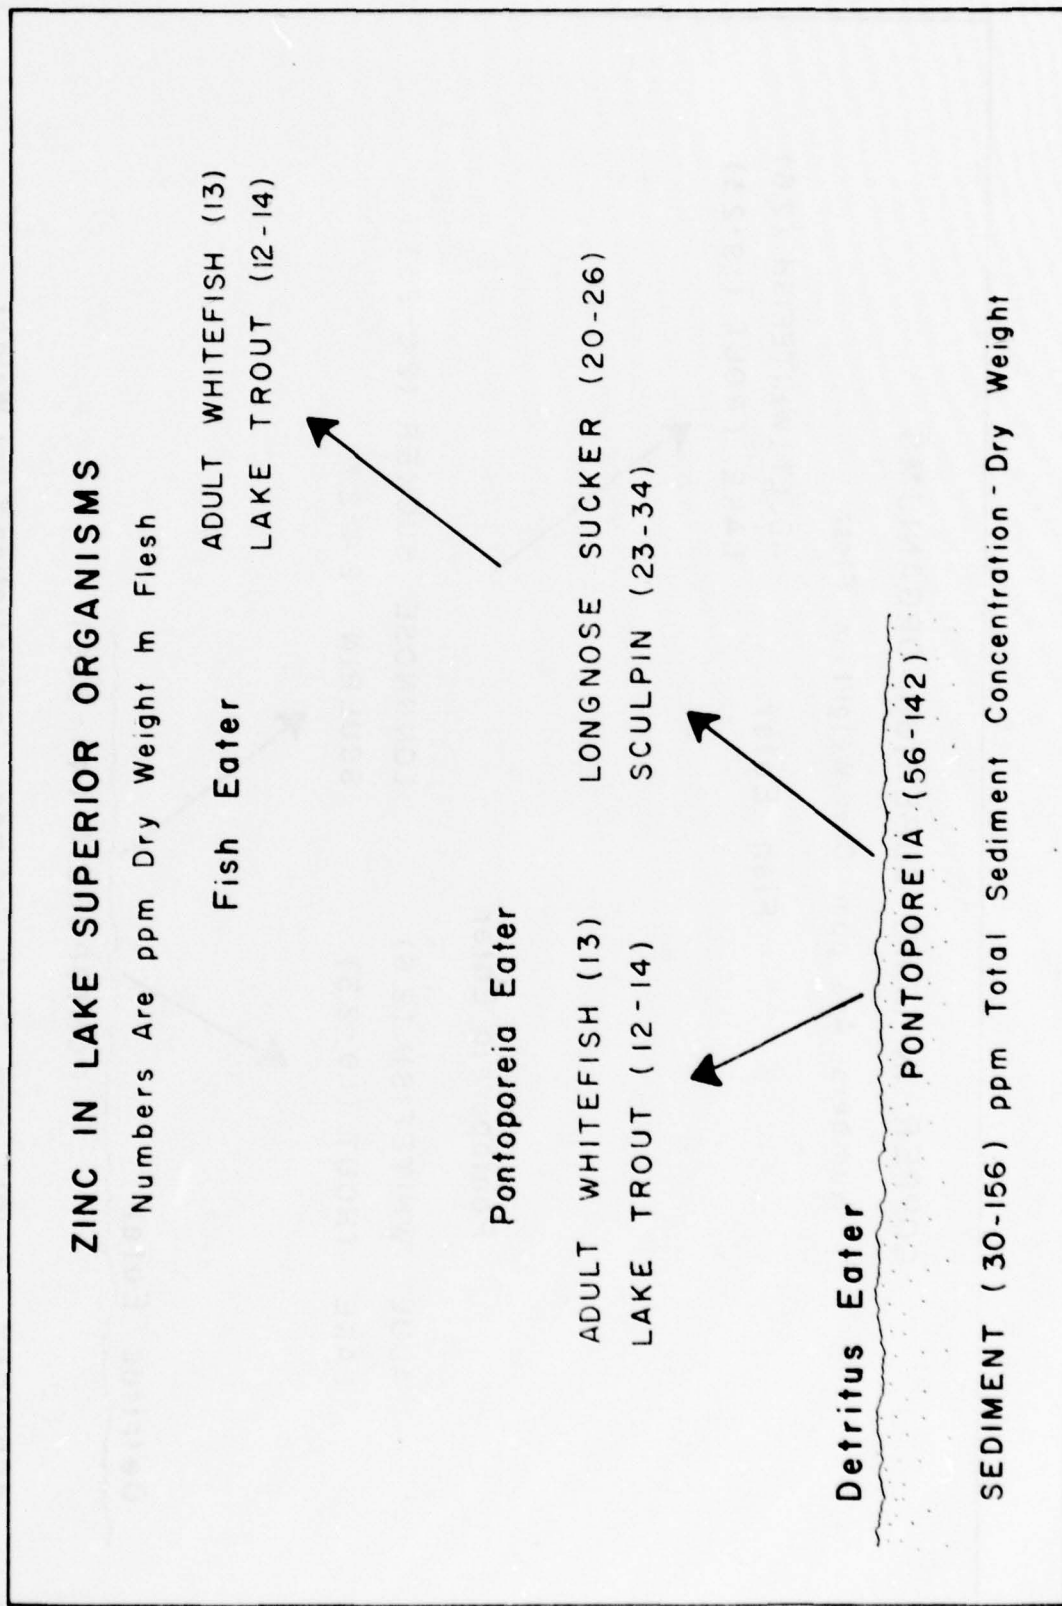 ZINC IN LAKE SUPERIOR ORGANISMS
Numbers Are ppm Dry Weight In Flesh
Fish Eater
ADULT WHITEFISH (13)
LAKE TROUT (12-14)
Pontoporeia Eater
ADULT WHITEFISH (13)
LAKE TROUT (12-14)
LONGNOSE SUCKER (20-26)
SCULPIN (23-34)
Detritus Eater
PONTOPOREIA (56-142)
SEDIMENT (30-156) ppm Total Sediment Concentration - Dry Weight